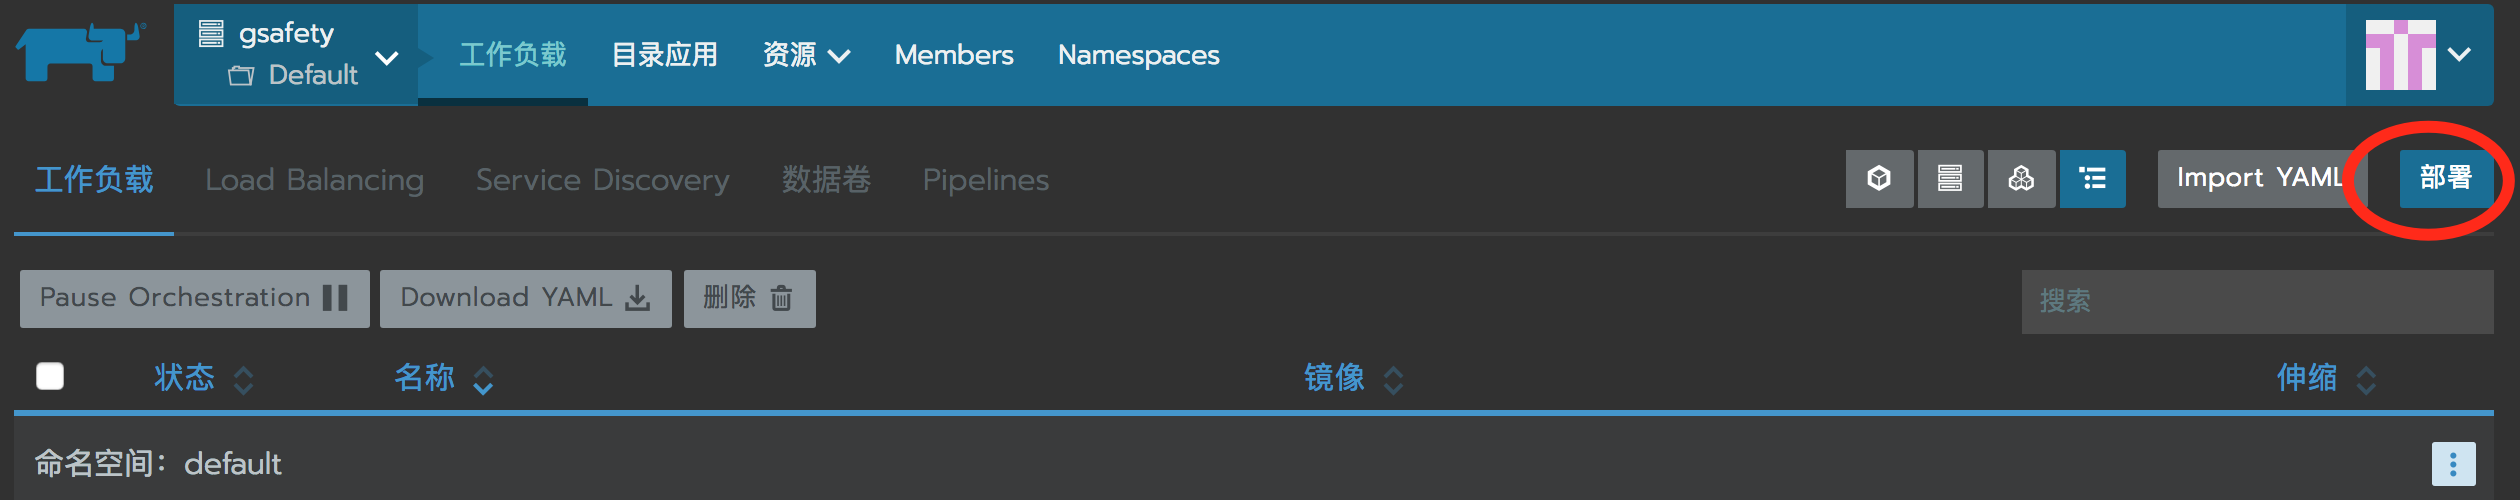 gsafety
Default
工作负载 目录应用 资源 Members Namespaces
工作负载 Load Balancing Service Discovery 数据卷 Pipelines Import YAML 部署
Pause Orchestration Download YAML 删除 搜索
状态 名称 镜像 伸缩
命名空间：default